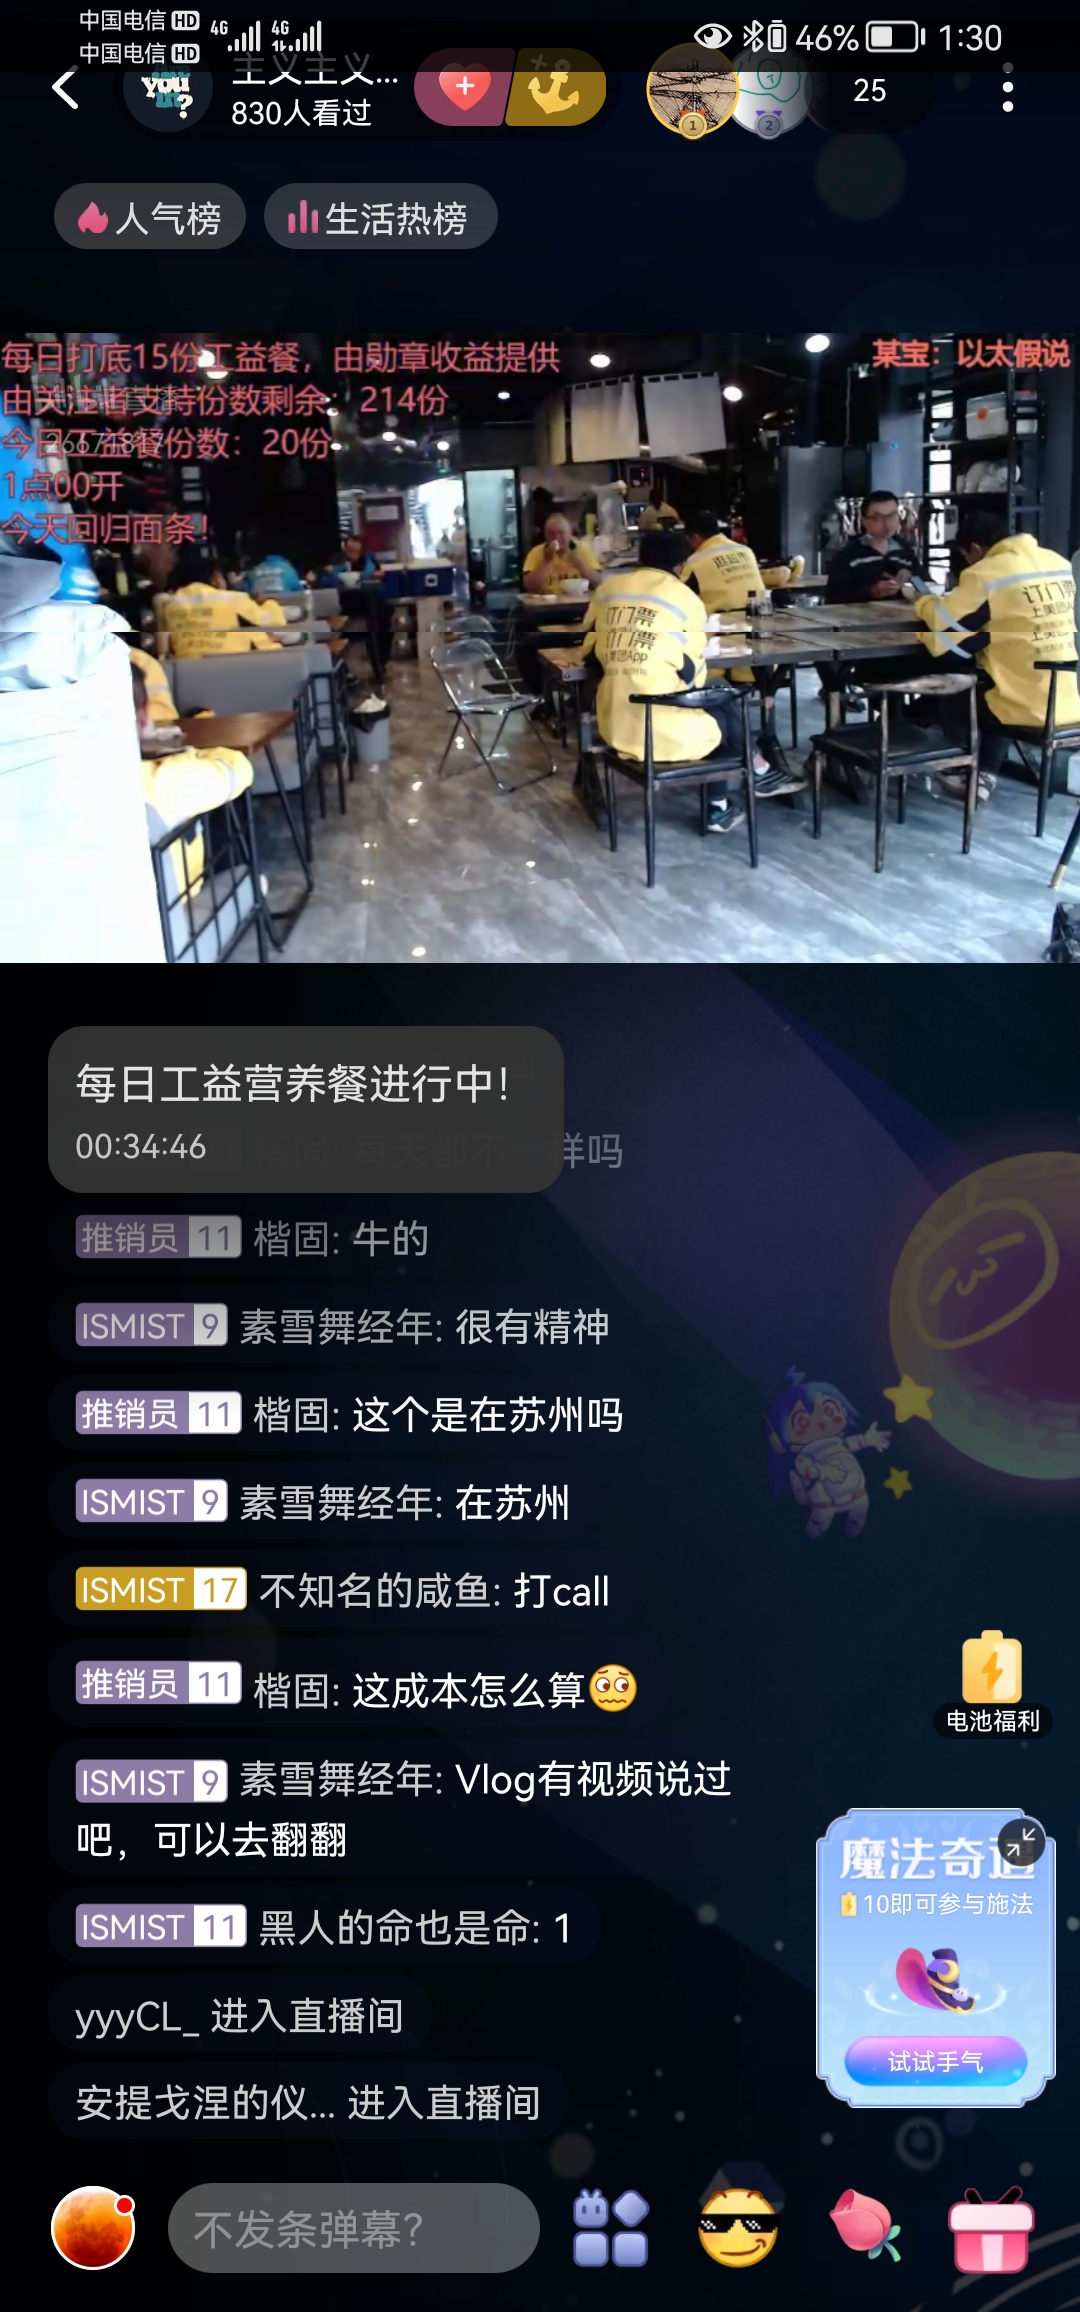 中国电信 HD 4G 4G 46% 1:30
中国电信 HD
you
?
主义主义...
830人看过
1
2
25
人气榜
生活热榜
每日打底15份工益餐，由勋章收益提供
某宝：以太假说
由关注者支持份数剩余：214份
今日工益餐份数：20份
26671817
1点00开
今天回归面条！
订门票
订门票
美团App
订门票
上美团A
每日工益营养餐进行中！
00:34:46
楷固: 每天都不一样吗
推销员 11 楷固: 牛的
ISMIST 9 素雪舞经年: 很有精神
推销员 11 楷固: 这个是在苏州吗
ISMIST 9 素雪舞经年: 在苏州
ISMIST 17 不知名的咸鱼: 打call
推销员 11 楷固: 这成本怎么算
电池福利
ISMIST 9 素雪舞经年: Vlog有视频说过
吧，可以去翻翻
魔法奇遇
10即可参与施法
ISMIST 11 黑人的命也是命: 1
yyyCL_ 进入直播间
试试手气
安提戈涅的仪... 进入直播间
不发条弹幕？